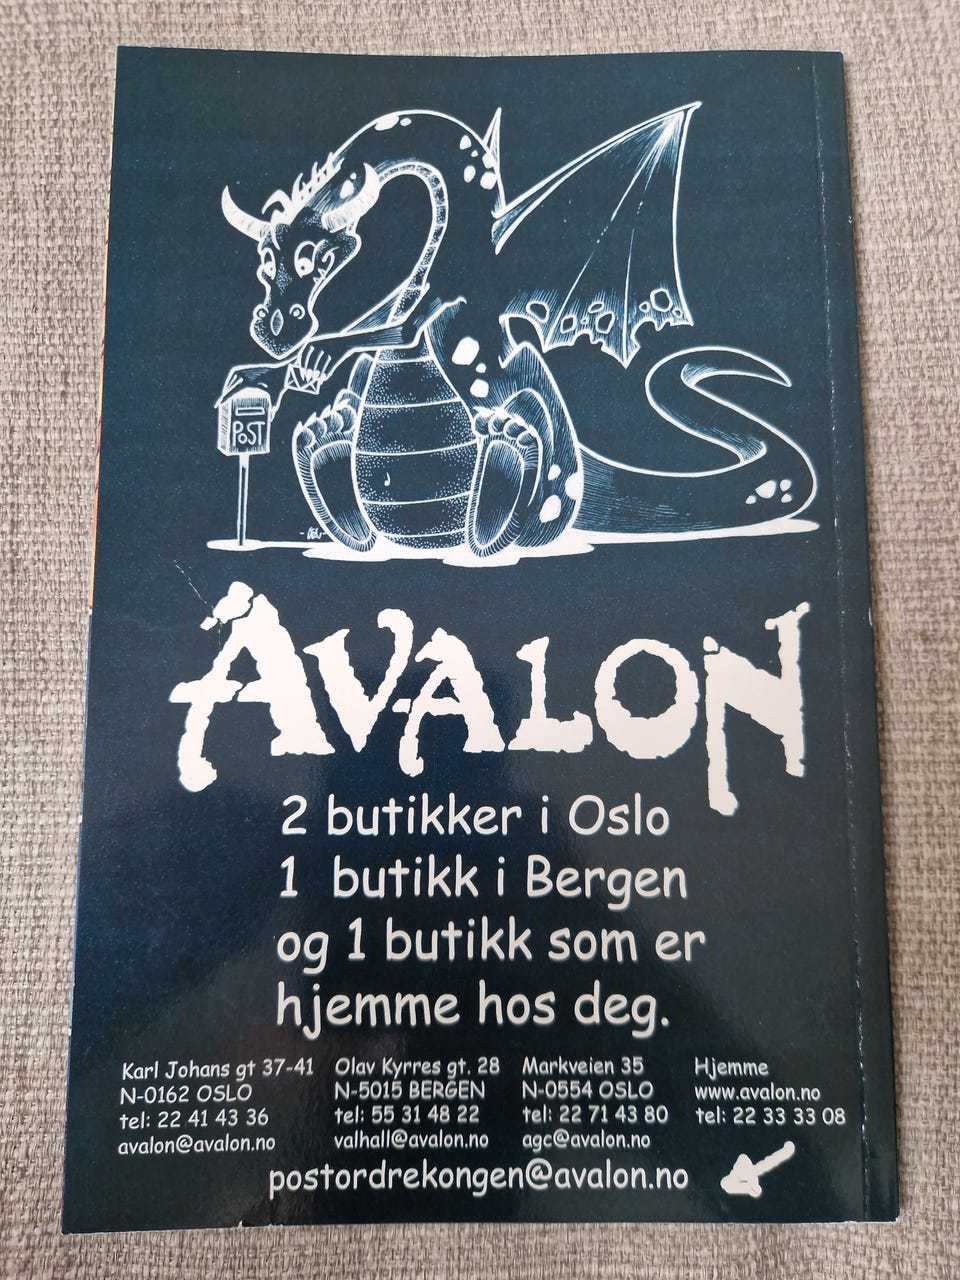 POST
AVALON
2 butikker i Oslo
1 butikk i Bergen
og 1 butikk som er
hjemme hos deg.
Karl Johans gt 37-41
N-0162 OSLO
tel: 22 41 43 36
avalon@avalon.no
Olav Kyrres gt. 28
N-5015 BERGEN
tel: 55 31 48 22
valhall@avalon.no
Markveien 35
N-0554 OSLO
tel: 22 71 43 80
agc@avalon.no
Hjemme
www.avalon.no
tel: 22 33 33 08
postordrekongen@avalon.no